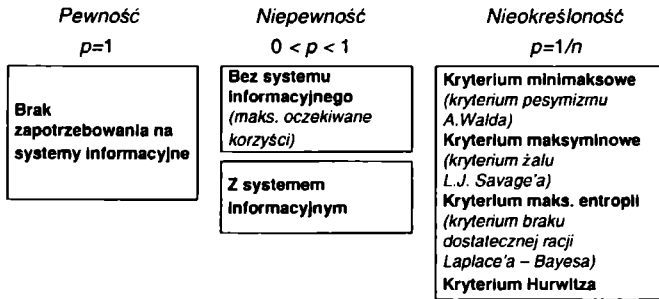 Pewność
p=1
Brak
zapotrzebowania na
systemy informacyjne
Niepewność
0 < p < 1
Bez systemu
informacyjnego
(maks. oczekiwane
korzyści)
Z systemem
informacyjnym
Nieokreśloność
p=1/n
Kryterium minimaksowe
(kryterium pesymizmu
A.Walda)
Kryterium maksyminowe
(kryterium żalu
L.J. Savage'a)
Kryterium maks. entropii
(kryterium braku
dostatecznej racji
Laplace'a – Bayesa)
Kryterium Hurwitza